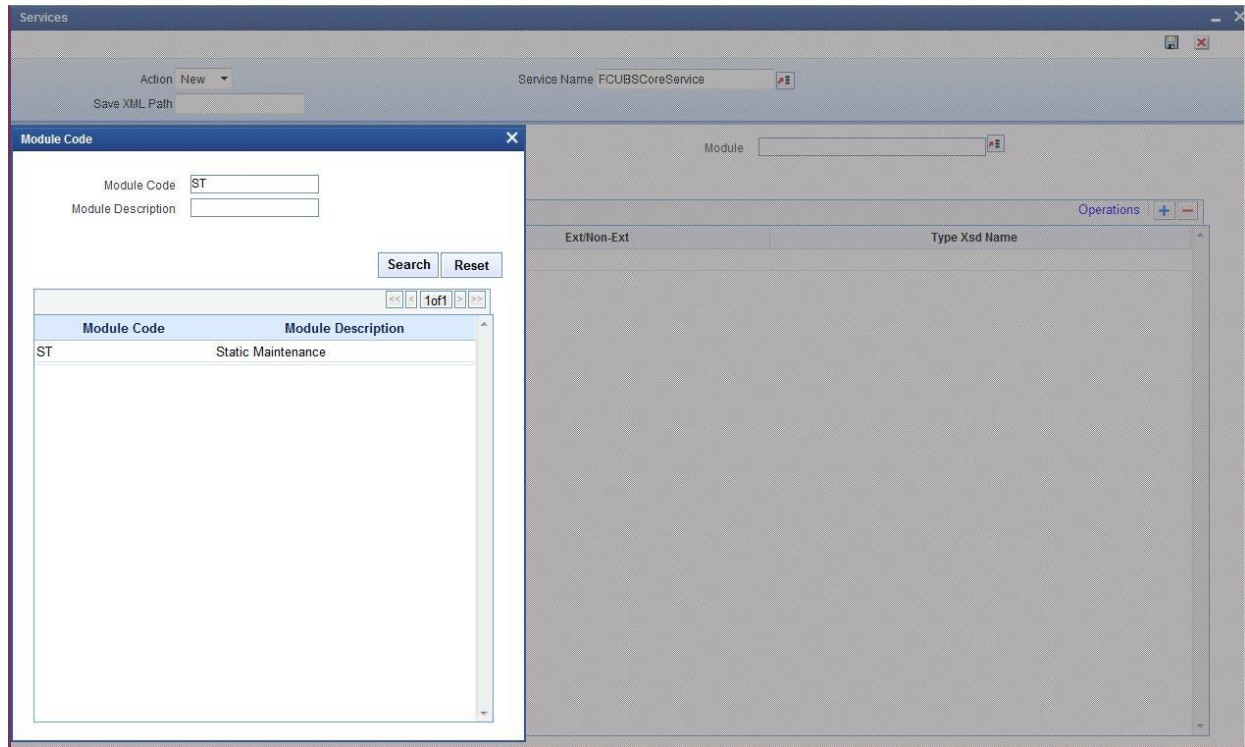 Services
Action New Service Name FCUBSCoreService
Save XML Path
Module Code
Module
Module Code ST
Module Description
Operations + −
Ext/Non-Ext Type Xsd Name
Search Reset
<< < 1of1 > >>
Module Code Module Description
ST Static Maintenance